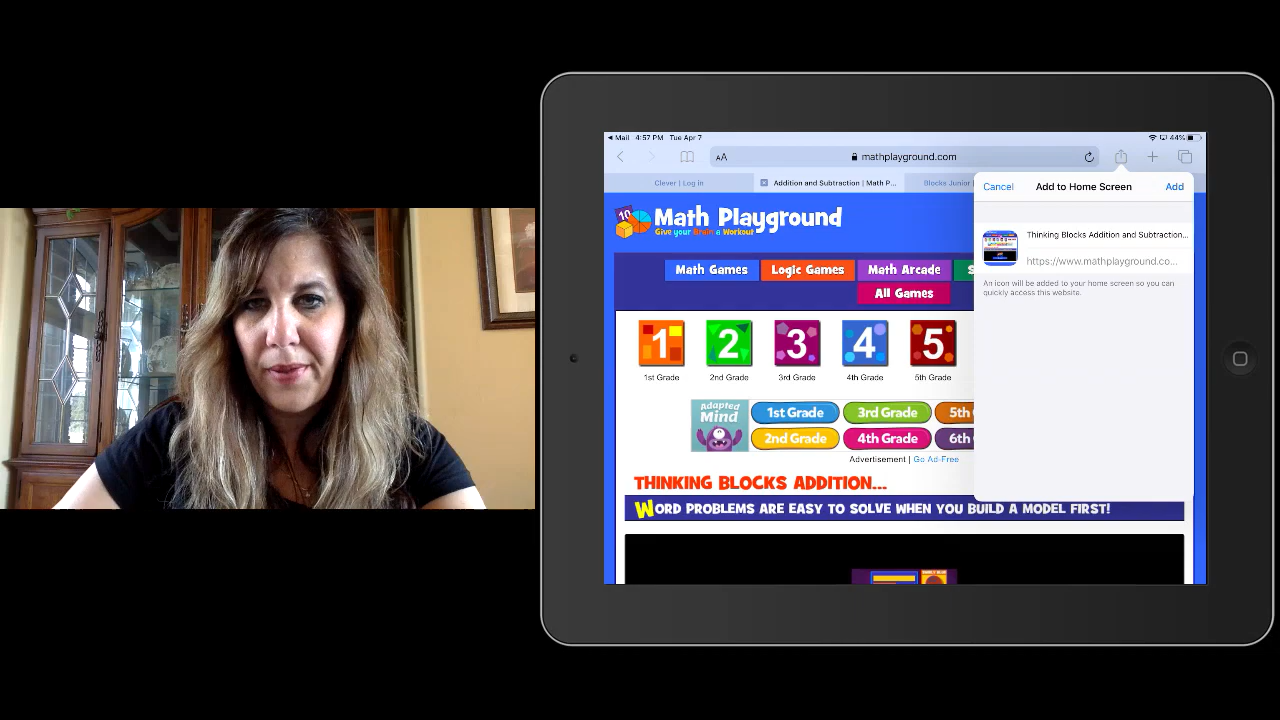 Mail 4:57 PM Tue Apr 7 44%
AA mathplayground.com
Clever | Log in Addition and Subtraction | Math P... Blocks Junior
Cancel Add to Home Screen Add
10 Math Playground
Give your Brain a Workout
Thinking Blocks Addition and Subtraction...
https://www.mathplayground.co...
An icon will be added to your home screen so you can
quickly access this website.
Math Games Logic Games Math Arcade S
All Games
1 2 3 4 5
1st Grade 2nd Grade 3rd Grade 4th Grade 5th Grade
Adapted
Mind
1st Grade 3rd Grade 5th
2nd Grade 4th Grade 6th
Advertisement | Go Ad-Free
THINKING BLOCKS ADDITION...
WORD PROBLEMS ARE EASY TO SOLVE WHEN YOU BUILD A MODEL FIRST!